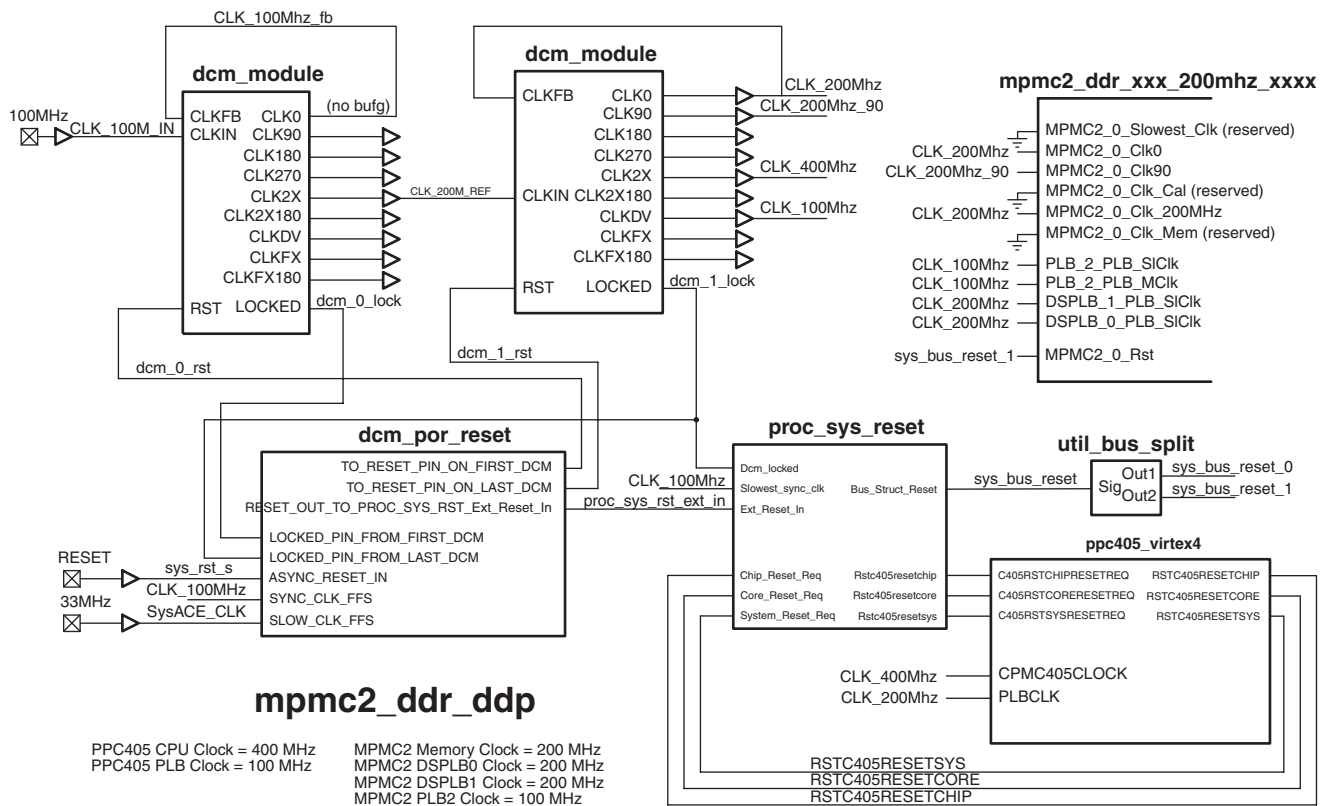 CLK_100Mhz_fb
dcm_module
CLKFB CLK0 (no bufg)
100MHz
CLK_100M_IN
CLKIN CLK90
CLK180
CLK270
CLK2X
CLK2X180
CLKDV
CLKFX
CLKFX180
RST LOCKED
dcm_0_lock
dcm_0_rst
CLK_200M_REF
dcm_module
CLKFB CLK0
CLK90
CLK180
CLK270
CLK2X
CLKIN CLK2X180
CLKDV
CLKFX
CLKFX180
RST LOCKED
CLK_200Mhz
CLK_200Mhz_90
CLK_400Mhz
CLK_100Mhz
dcm_1_lock
dcm_1_rst
mpmc2_ddr_xxx_200mhz_xxxx
MPMC2_0_Slowest_Clk (reserved)
CLK_200Mhz MPMC2_0_Clk0
CLK_200Mhz_90 MPMC2_0_Clk90
MPMC2_0_Clk_Cal (reserved)
CLK_200Mhz MPMC2_0_Clk_200MHz
MPMC2_0_Clk_Mem (reserved)
CLK_100Mhz PLB_2_PLB_SlClk
CLK_100Mhz PLB_2_PLB_MClk
CLK_200Mhz DSPLB_1_PLB_SlClk
CLK_200Mhz DSPLB_0_PLB_SlClk
sys_bus_reset_1 MPMC2_0_Rst
dcm_por_reset
TO_RESET_PIN_ON_FIRST_DCM
TO_RESET_PIN_ON_LAST_DCM
RESET_OUT_TO_PROC_SYS_RST_Ext_Reset_In
LOCKED_PIN_FROM_FIRST_DCM
LOCKED_PIN_FROM_LAST_DCM
RESET
sys_rst_s ASYNC_RESET_IN
CLK_100MHz SYNC_CLK_FFS
33MHz
SysACE_CLK SLOW_CLK_FFS
proc_sys_reset
Dcm_locked
CLK_100Mhz Slowest_sync_clk
Bus_Struct_Reset
proc_sys_rst_ext_in Ext_Reset_In
Chip_Reset_Req Rstc405resetchip
Core_Reset_Req Rstc405resetcore
System_Reset_Req Rstc405resetsys
sys_bus_reset
util_bus_split
Sig Out1 sys_bus_reset_0
Out2 sys_bus_reset_1
ppc405_virtex4
C405RSTCHIPRESETREQ RSTC405RESETCHIP
C405RSTCORERESETREQ RSTC405RESETCORE
C405RSTSYSRESETREQ RSTC405RESETSYS
CLK_400Mhz CPMC405CLOCK
CLK_200Mhz PLBCLK
RSTC405RESETSYS
RSTC405RESETCORE
RSTC405RESETCHIP
mpmc2_ddr_ddp
PPC405 CPU Clock = 400 MHz
PPC405 PLB Clock = 100 MHz
MPMC2 Memory Clock = 200 MHz
MPMC2 DSPLB0 Clock = 200 MHz
MPMC2 DSPLB1 Clock = 200 MHz
MPMC2 PLB2 Clock = 100 MHz